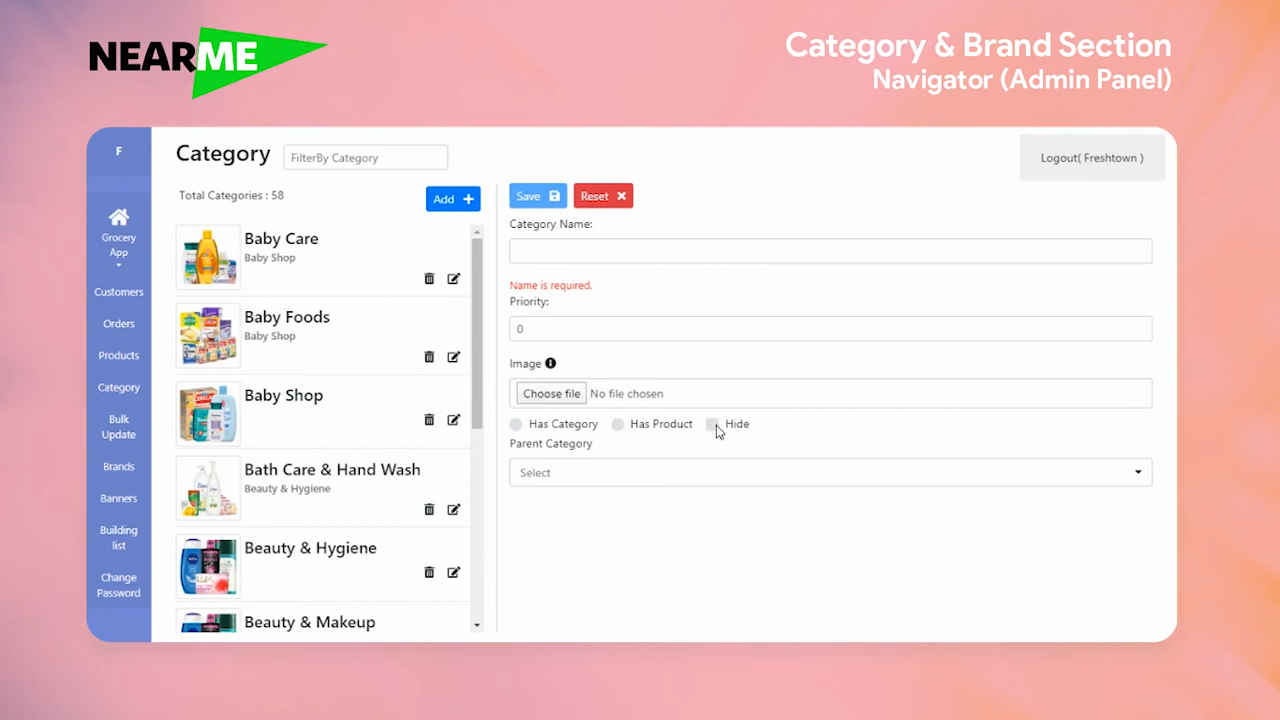 NEARME
Category & Brand Section
Navigator (Admin Panel)
F
Grocery
App
Customers
Orders
Products
Category
Bulk
Update
Brands
Banners
Building
list
Change
Password
Category
FilterBy Category
Logout( Freshtown )
Total Categories : 58
Add +
Baby Care
Baby Shop
Baby Foods
Baby Shop
Baby Shop
Bath Care & Hand Wash
Beauty & Hygiene
Beauty & Hygiene
Beauty & Makeup
Save
Reset
Category Name:
Name is required.
Priority:
0
Image
Choose file No file chosen
Has Category Has Product Hide
Parent Category
Select